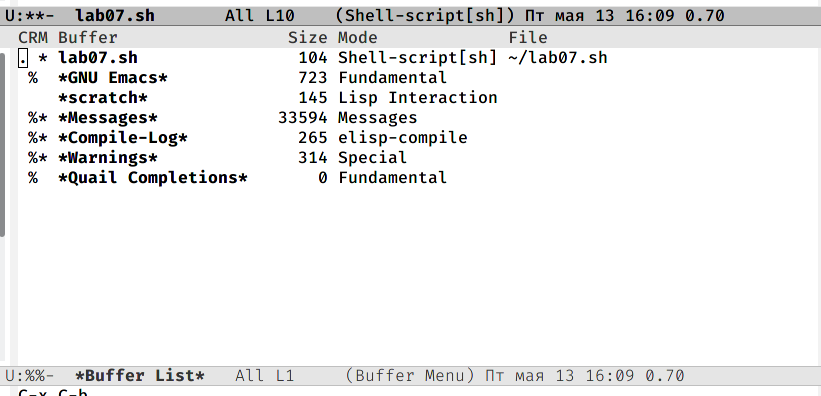 U:**-  lab07.sh       All L10    (Shell-script[sh]) Пт мая 13 16:09 0.70
CRM Buffer                 Size Mode             File
. * lab07.sh                104 Shell-script[sh] ~/lab07.sh
 %  *GNU Emacs*             723 Fundamental
    *scratch*               145 Lisp Interaction
 %* *Messages*            33594 Messages
 %* *Compile-Log*           265 elisp-compile
 %* *Warnings*              314 Special
 %  *Quail Completions*       0 Fundamental
U:%%-  *Buffer List*   All L1     (Buffer Menu) Пт мая 13 16:09 0.70
C-x C-b